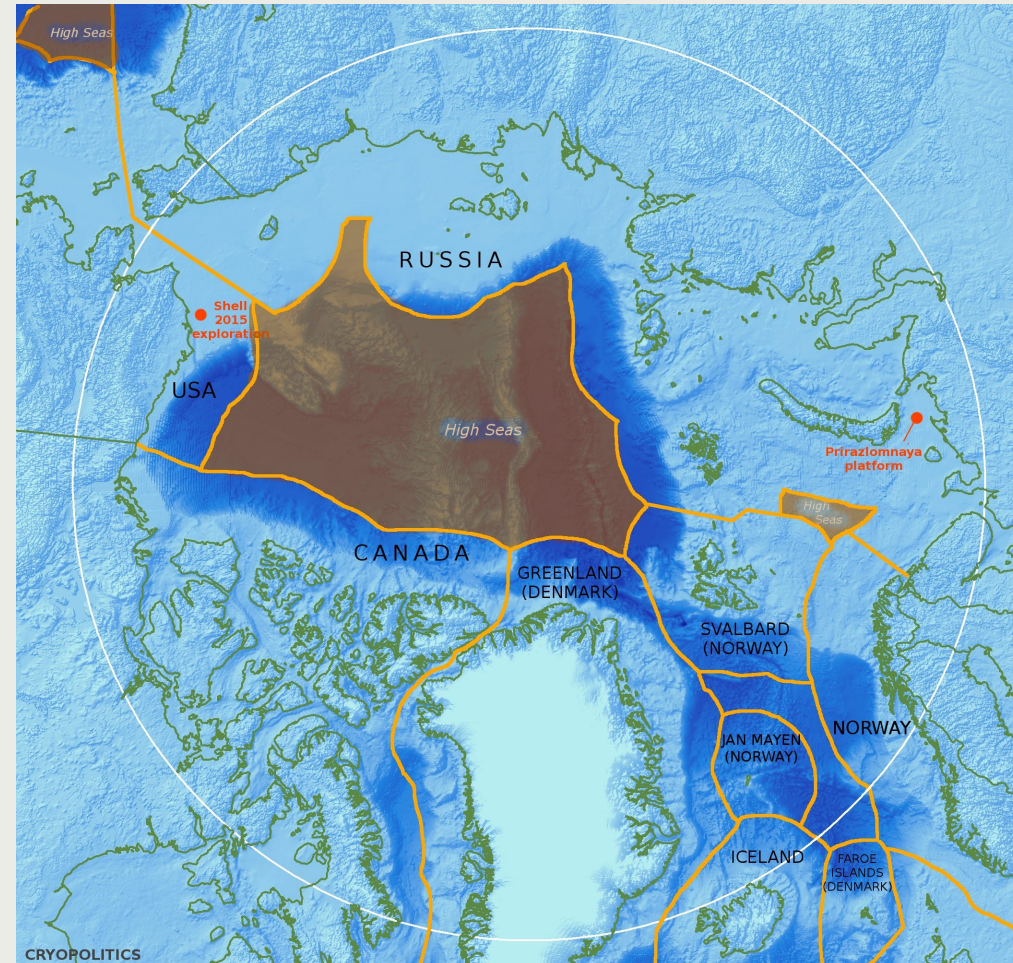 High Seas
RUSSIA
Shell
2015
exploration
USA
High Seas
Prirazlomnaya
platform
High
Seas
CANADA
GREENLAND
(DENMARK)
SVALBARD
(NORWAY)
NORWAY
JAN MAYEN
(NORWAY)
ICELAND
FAROE
ISLANDS
(DENMARK)
CRYOPOLITICS